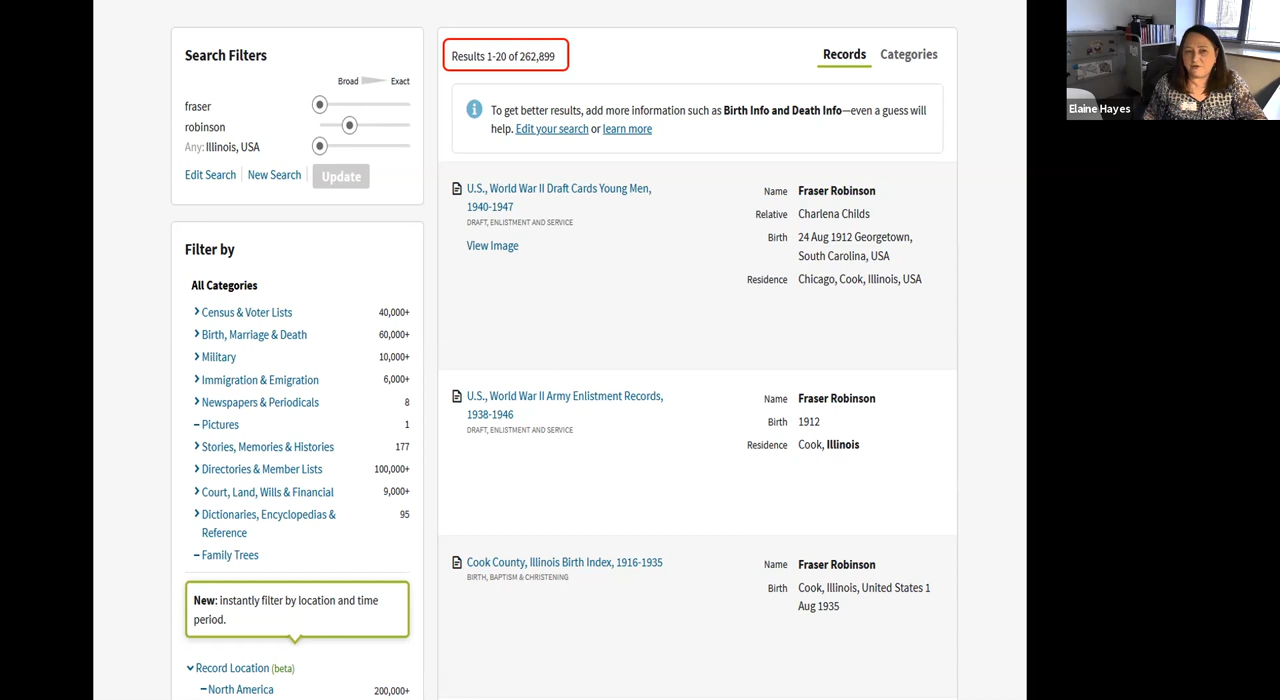 Search Filters
Broad Exact
fraser
robinson
Any: Illinois, USA
Edit Search New Search Update
Filter by
All Categories
Census & Voter Lists 40,000+
Birth, Marriage & Death 60,000+
Military 10,000+
Immigration & Emigration 6,000+
Newspapers & Periodicals 8
Pictures 1
Stories, Memories & Histories 177
Directories & Member Lists 100,000+
Court, Land, Wills & Financial 9,000+
Dictionaries, Encyclopedias & 95
Reference
Family Trees
New: instantly filter by location and time
period.
Record Location (beta)
North America 200,000+
Results 1-20 of 262,899
Records Categories
To get better results, add more information such as Birth Info and Death Info—even a guess will
help. Edit your search or learn more
U.S., World War II Draft Cards Young Men,
1940-1947
DRAFT, ENLISTMENT AND SERVICE
View Image
Name Fraser Robinson
Relative Charlena Childs
Birth 24 Aug 1912 Georgetown,
South Carolina, USA
Residence Chicago, Cook, Illinois, USA
U.S., World War II Army Enlistment Records,
1938-1946
DRAFT, ENLISTMENT AND SERVICE
Name Fraser Robinson
Birth 1912
Residence Cook, Illinois
Cook County, Illinois Birth Index, 1916-1935
BIRTH, BAPTISM & CHRISTENING
Name Fraser Robinson
Birth Cook, Illinois, United States 1
Aug 1935
Elaine Hayes